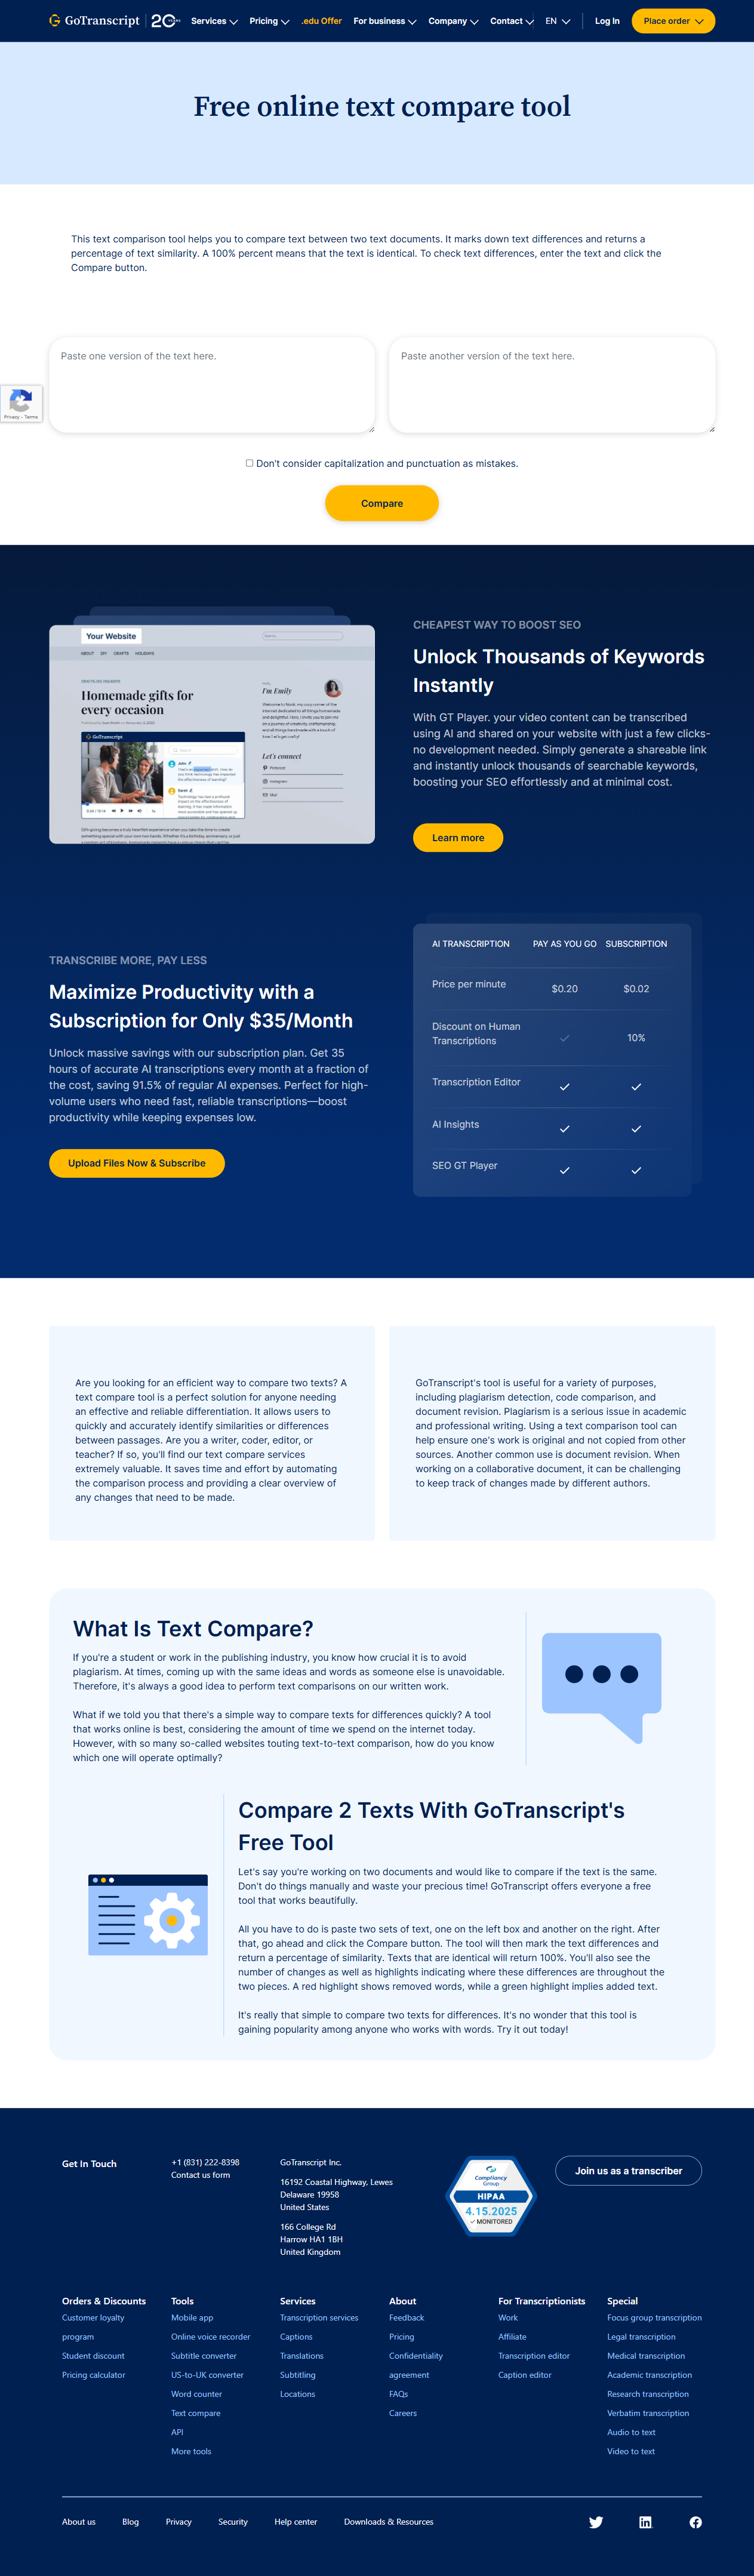 GoTranscript
20 YEARS
Services
Pricing
.edu Offer
For business
Company
Contact
EN
Log In
Place order
Free online text compare tool
This text comparison tool helps you to compare text between two text documents. It marks down text differences and returns a
percentage of text similarity. A 100% percent means that the text is identical. To check text differences, enter the text and click the
Compare button.
Paste one version of the text here.
Paste another version of the text here.
Privacy - Terms
Don't consider capitalization and punctuation as mistakes.
Compare
Your Website
ABOUT DIY CRAFTS HOLIDAYS
Homemade gifts for
every occasion
GoTranscript
Hello,
I'm Emily
Let's connect
Pinterest
Instagram
Mail
CHEAPEST WAY TO BOOST SEO
Unlock Thousands of Keywords
Instantly
With GT Player. your video content can be transcribed
using AI and shared on your website with just a few clicks-
no development needed. Simply generate a shareable link
and instantly unlock thousands of searchable keywords,
boosting your SEO effortlessly and at minimal cost.
Learn more
TRANSCRIBE MORE, PAY LESS
Maximize Productivity with a
Subscription for Only $35/Month
Unlock massive savings with our subscription plan. Get 35
hours of accurate AI transcriptions every month at a fraction of
the cost, saving 91.5% of regular AI expenses. Perfect for high-
volume users who need fast, reliable transcriptions—boost
productivity while keeping expenses low.
Upload Files Now & Subscribe
AI TRANSCRIPTION PAY AS YOU GO SUBSCRIPTION
Price per minute $0.20 $0.02
Discount on Human
Transcriptions 10%
Transcription Editor
AI Insights
SEO GT Player
Are you looking for an efficient way to compare two texts? A
text compare tool is a perfect solution for anyone needing
an effective and reliable differentiation. It allows users to
quickly and accurately identify similarities or differences
between passages. Are you a writer, coder, editor, or
teacher? If so, you'll find our text compare services
extremely valuable. It saves time and effort by automating
the comparison process and providing a clear overview of
any changes that need to be made.
GoTranscript's tool is useful for a variety of purposes,
including plagiarism detection, code comparison, and
document revision. Plagiarism is a serious issue in academic
and professional writing. Using a text comparison tool can
help ensure one's work is original and not copied from other
sources. Another common use is document revision. When
working on a collaborative document, it can be challenging
to keep track of changes made by different authors.
What Is Text Compare?
If you're a student or work in the publishing industry, you know how crucial it is to avoid
plagiarism. At times, coming up with the same ideas and words as someone else is unavoidable.
Therefore, it's always a good idea to perform text comparisons on our written work.
What if we told you that there's a simple way to compare texts for differences quickly? A tool
that works online is best, considering the amount of time we spend on the internet today.
However, with so many so-called websites touting text-to-text comparison, how do you know
which one will operate optimally?
Compare 2 Texts With GoTranscript's
Free Tool
Let's say you're working on two documents and would like to compare if the text is the same.
Don't do things manually and waste your precious time! GoTranscript offers everyone a free
tool that works beautifully.
All you have to do is paste two sets of text, one on the left box and another on the right. After
that, go ahead and click the Compare button. The tool will then mark the text differences and
return a percentage of similarity. Texts that are identical will return 100%. You'll also see the
number of changes as well as highlights indicating where these differences are throughout the
two pieces. A red highlight shows removed words, while a green highlight implies added text.
It's really that simple to compare two texts for differences. It's no wonder that this tool is
gaining popularity among anyone who works with words. Try it out today!
Get In Touch
+1 (831) 222-8398
Contact us form
GoTranscript Inc.
16192 Coastal Highway, Lewes
Delaware 19958
United States
166 College Rd
Harrow HA1 1BH
United Kingdom
Compliancy
Group
HIPAA
4.15.2025
MONITORED
Join us as a transcriber
Orders & Discounts
Customer loyalty
program
Student discount
Pricing calculator
Tools
Mobile app
Online voice recorder
Subtitle converter
US-to-UK converter
Word counter
Text compare
API
More tools
Services
Transcription services
Captions
Translations
Subtitling
Locations
About
Feedback
Pricing
Confidentiality
agreement
FAQs
Careers
For Transcriptionists
Work
Affiliate
Transcription editor
Caption editor
Special
Focus group transcription
Legal transcription
Medical transcription
Academic transcription
Research transcription
Verbatim transcription
Audio to text
Video to text
About us
Blog
Privacy
Security
Help center
Downloads & Resources